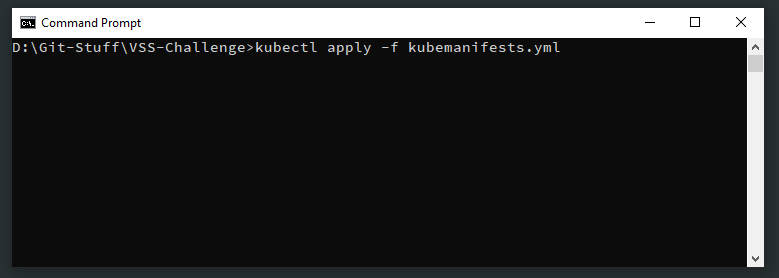 Command Prompt
D:\Git-Stuff\VSS-Challenge>kubectl apply -f kubemanifests.yml